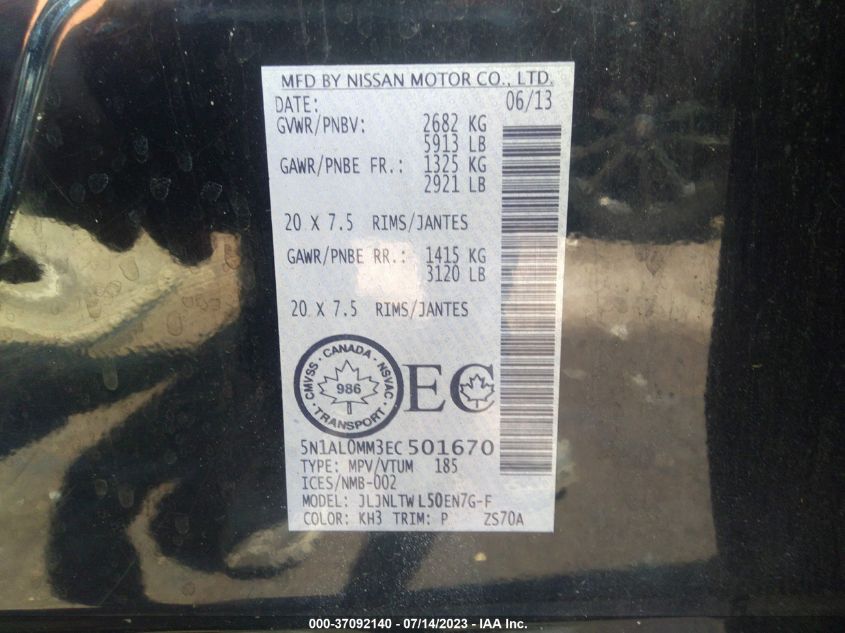 MFD BY NISSAN MOTOR CO., LTD.
DATE: 06/13
GVWR/PNBV: 2682 KG
5913 LB
GAWR/PNBE FR.: 1325 KG
2921 LB
20 X 7.5 RIMS/JANTES
GAWR/PNBE RR.: 1415 KG
3120 LB
20 X 7.5 RIMS/JANTES
CMVSS · CANADA · NSVAC
986
TRANSPORT
EC
5N1AL0MM3EC501670
TYPE: MPV/VTUM 185
ICES/NMB-002
MODEL: JLJNLTWL50EN7G-F
COLOR: KH3 TRIM: P ZS70A
000-37092140 - 07/14/2023 - IAA Inc.